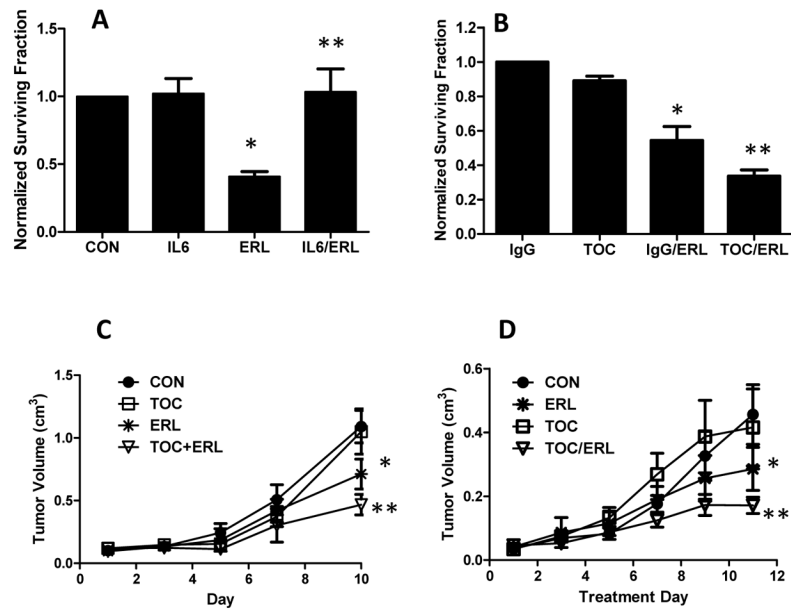 A
Normalized Surviving Fraction
1.5
1.0
0.5
0.0
*
**
CON IL6 ERL IL6/ERL
B
Normalized Surviving Fraction
1.2
1.0
0.8
0.6
0.4
0.2
0.0
*
**
IgG TOC IgG/ERL TOC/ERL
C
Tumor Volume (cm3)
1.5
1.0
0.5
0.0
CON
TOC
ERL
TOC+ERL
*
**
0 2 4 6 8 10
Day
D
Tumor Volume (cm3)
0.6
0.4
0.2
0.0
CON
ERL
TOC
TOC/ERL
*
**
0 2 4 6 8 10 12
Treatment Day